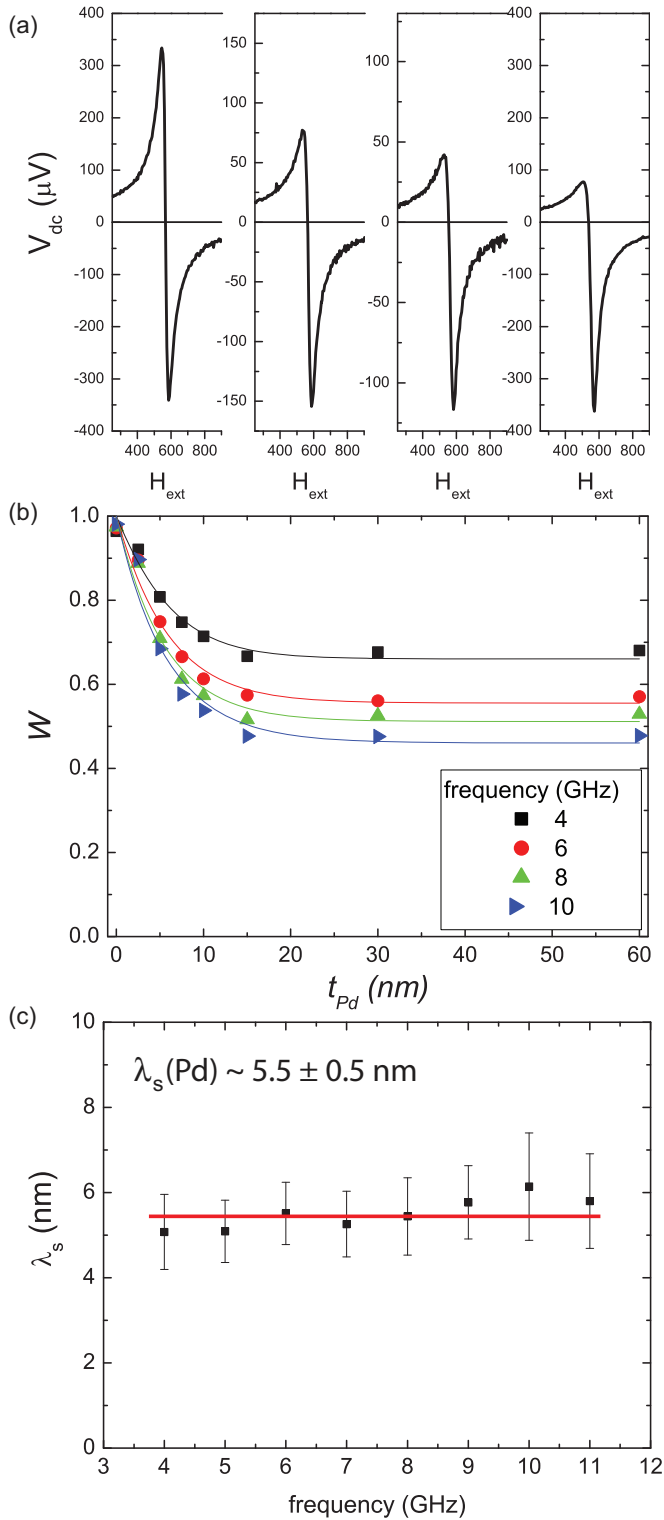 (a)
400 300 200 100 0 -100 -200 -300 -400
150 100 50 0 -50 -100 -150
100 50 0 -50 -100
400 300 200 100 0 -100 -200 -300 -400
V_dc (μV)
400 600 800 400 600 800 400 600 800 400 600 800
H_ext H_ext H_ext H_ext
(b)
1.0
0.8
0.6
0.4
0.2
0.0
W
frequency (GHz)
4
6
8
10
0 10 20 30 40 50 60
t_Pd (nm)
(c)
λ_s(Pd) ~ 5.5 ± 0.5 nm
10
8
6
4
2
0
λ_s (nm)
3 4 5 6 7 8 9 10 11 12
frequency (GHz)